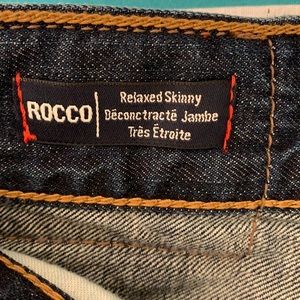 ROCCO
Relaxed Skinny
Déconctracté Jambe
Très Étroite